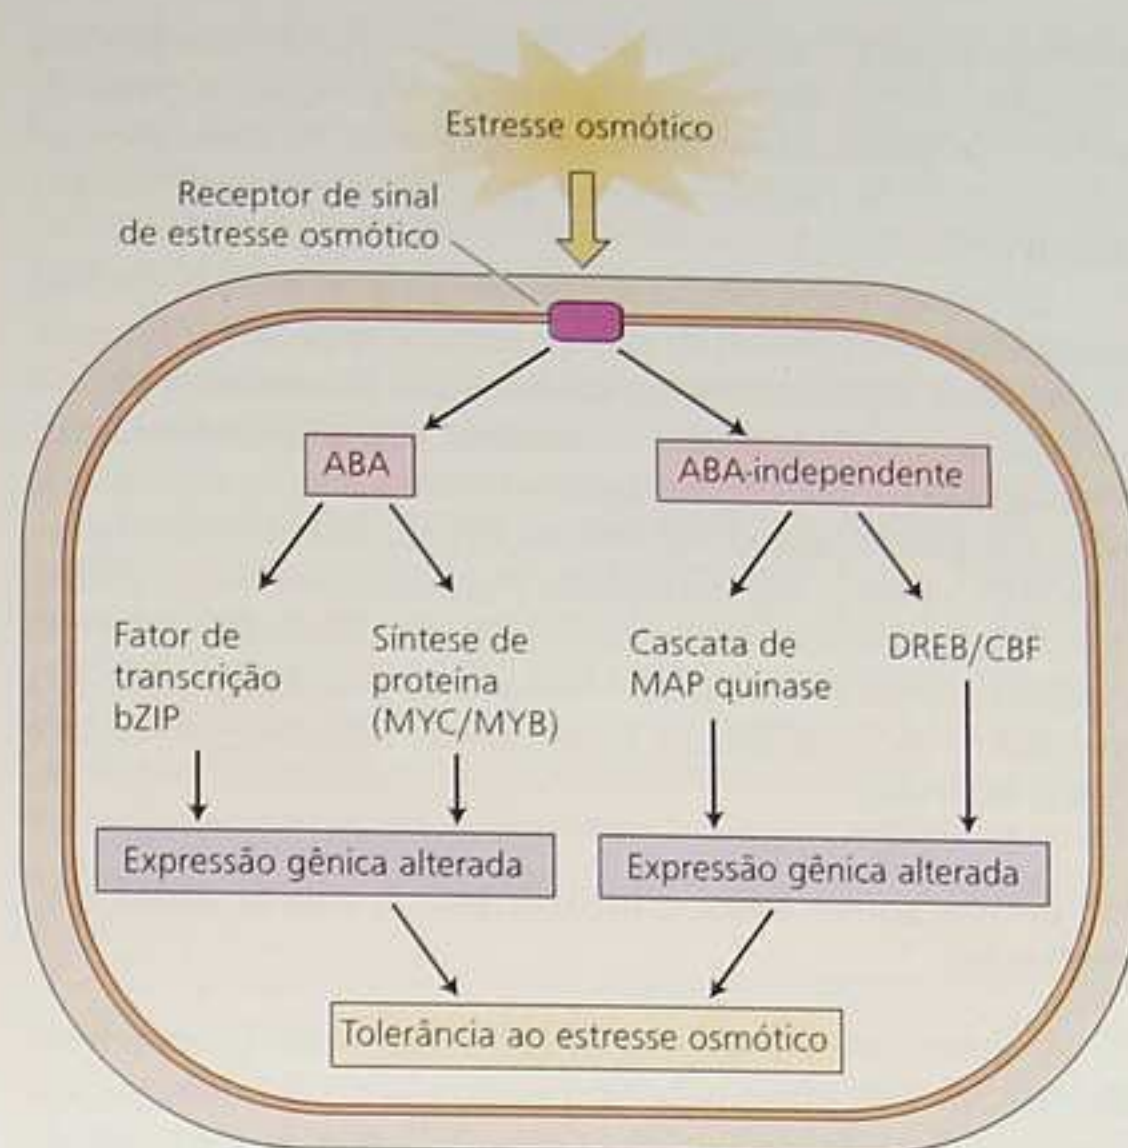 Estresse osmótico
Receptor de sinal
de estresse osmótico
ABA
ABA-independente
Fator de
transcrição
bZIP
Síntese de
proteína
(MYC/MYB)
Cascata de
MAP quinase
DREB/CBF
Expressão gênica alterada
Expressão gênica alterada
Tolerância ao estresse osmótico